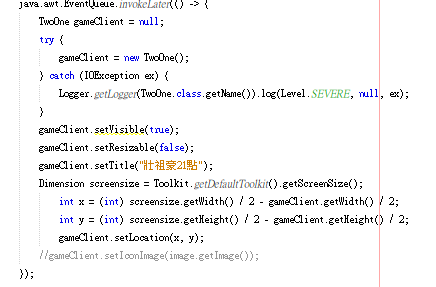 java.awt.EventQueue.invokeLater(() -> {
TwoOne gameClient = null;
try {
gameClient = new TwoOne();
} catch (IOException ex) {
Logger.getLogger(TwoOne.class.getName()).log(Level.SEVERE, null, ex);
}
gameClient.setVisible(true);
gameClient.setResizable(false);
gameClient.setTitle("壯祖蒙21點");
Dimension screensize = Toolkit.getDefaultToolkit().getScreenSize();
int x = (int) screensize.getWidth() / 2 - gameClient.getWidth() / 2;
int y = (int) screensize.getHeight() / 2 - gameClient.getHeight() / 2;
gameClient.setLocation(x, y);
//gameClient.setIconImage(image.getImage());
});